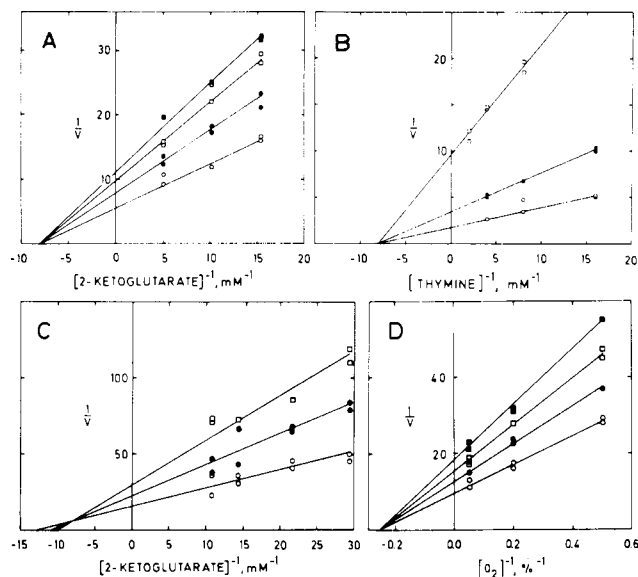 A
30
20
10
1
V
-10 -5 0 5 10 15 20
[2-KETOGLUTARATE]⁻¹, mM⁻¹
B
20
10
1
V
-15 -10 -5 0 5 10 15 20
[THYMINE]⁻¹, mM⁻¹
C
100
50
1
V
-15 -10 -5 0 5 10 15 20 25 30
[2-KETOGLUTARATE]⁻¹, mM⁻¹
D
40
20
1
V
-0.2 0.0 0.2 0.4 0.6
[O₂]⁻¹, %⁻¹